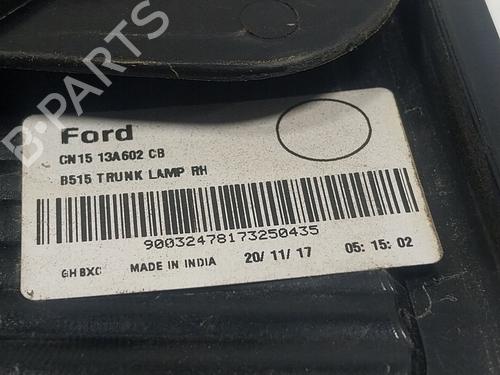 B-PARTS
Ford
CN15 13A602 CB
B515 TRUNK LAMP RH
90032478173250435
GHBXC MADE IN INDIA 20/11/17 05:15:02